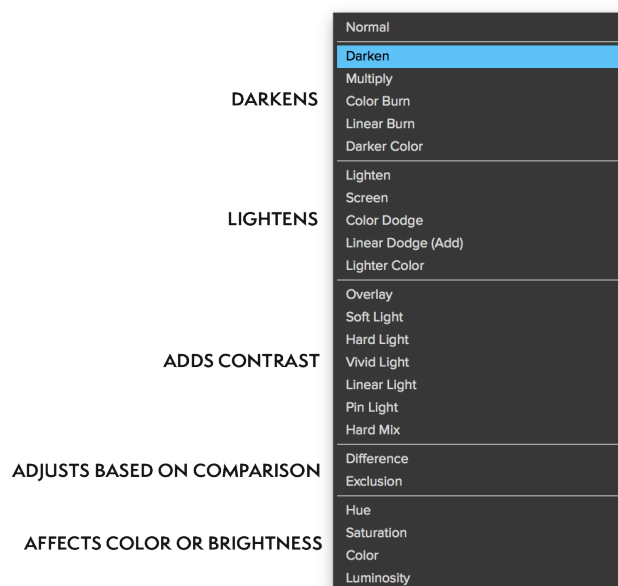 Normal
Darken
DARKENS
Multiply
Color Burn
Linear Burn
Darker Color
Lighten
Screen
LIGHTENS
Color Dodge
Linear Dodge (Add)
Lighter Color
Overlay
Soft Light
Hard Light
ADDS CONTRAST
Vivid Light
Linear Light
Pin Light
Hard Mix
Difference
ADJUSTS BASED ON COMPARISON
Exclusion
Hue
Saturation
AFFECTS COLOR OR BRIGHTNESS
Color
Luminosity